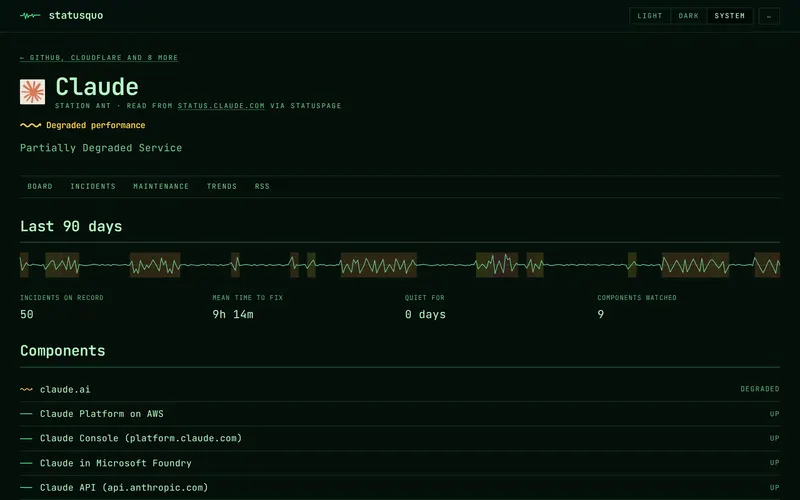 statusquo
LIGHT DARK SYSTEM …
← GITHUB, CLOUDFLARE AND 8 MORE
Claude
STATION ANT · READ FROM STATUS.CLAUDE.COM VIA STATUSPAGE
Degraded performance
Partially Degraded Service
BOARD INCIDENTS MAINTENANCE TRENDS RSS
Last 90 days
INCIDENTS ON RECORD MEAN TIME TO FIX QUIET FOR COMPONENTS WATCHED
50 9h 14m 0 days 9
Components
claude.ai DEGRADED
Claude Platform on AWS UP
Claude Console (platform.claude.com) UP
Claude in Microsoft Foundry UP
Claude API (api.anthropic.com) UP